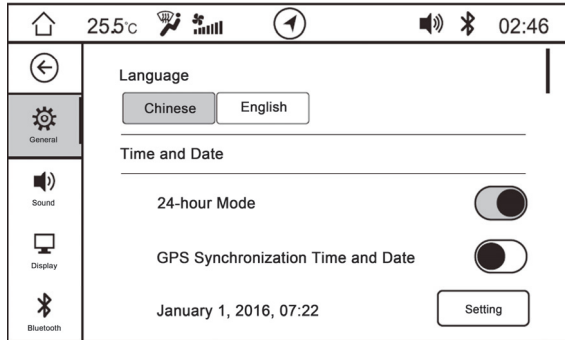 25.5°C 02:46
Language
Chinese English
General
Time and Date
24-hour Mode
Sound
GPS Synchronization Time and Date
Display
January 1, 2016, 07:22 Setting
Bluetooth